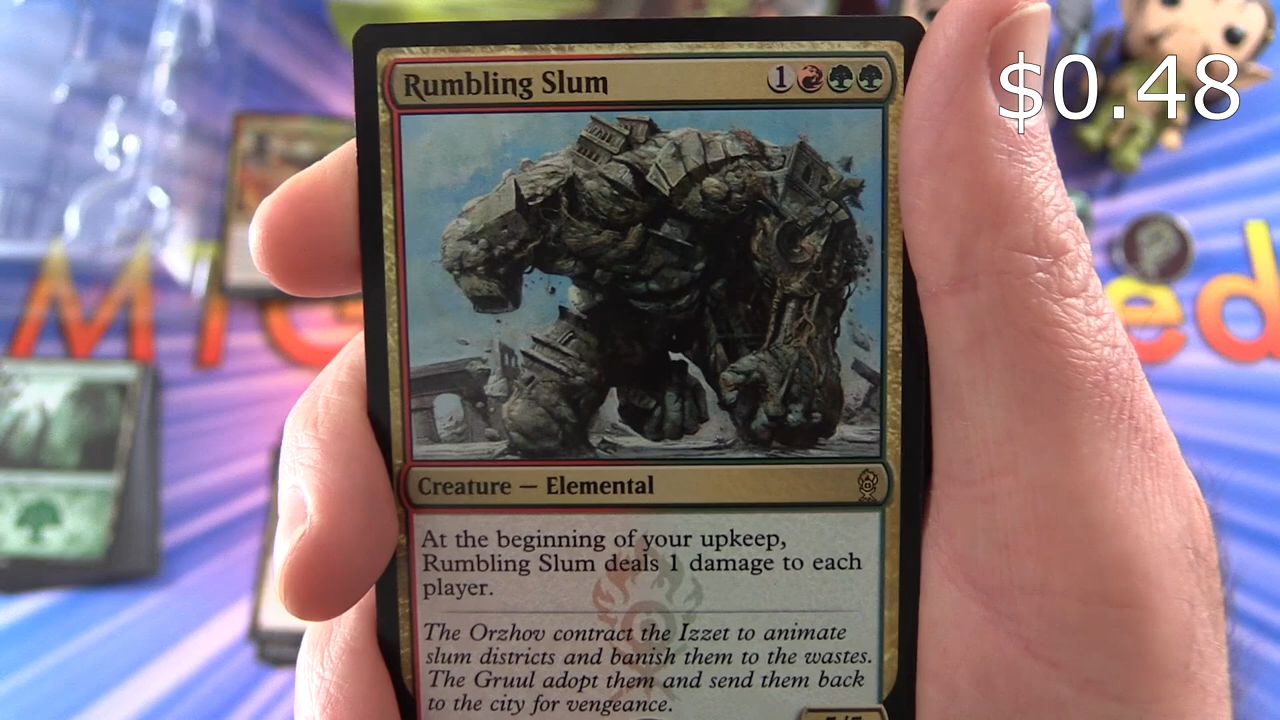 Rumbling Slum
1
$0.48
ed
Creature — Elemental
At the beginning of your upkeep,
Rumbling Slum deals 1 damage to each
player.
The Orzhov contract the Izzet to animate
slum districts and banish them to the wastes.
The Gruul adopt them and send them back
to the city for vengeance.